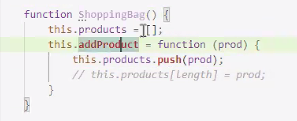 function ShoppingBag() {
this.products = [];
this.addProduct = function (prod) {
this.products.push(prod);
// this.products[length] = prod;
}
}